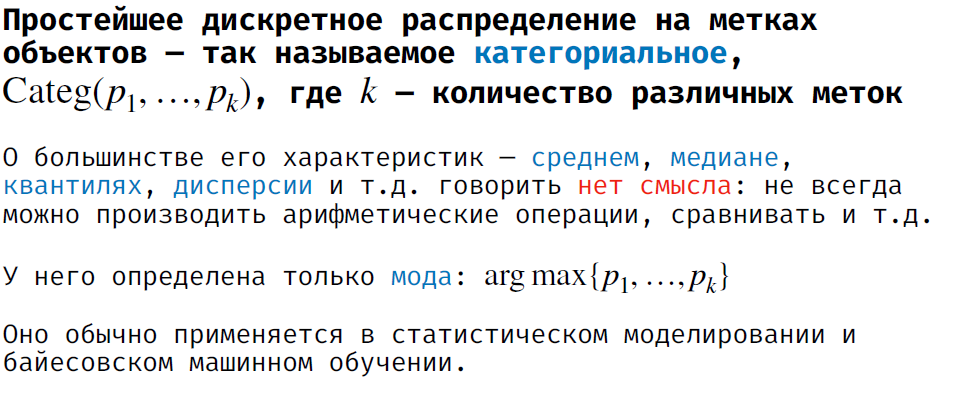 Простейшее дискретное распределение на метках
объектов — так называемое категориальное,
Categ(p₁, …, pₖ), где k — количество различных меток
О большинстве его характеристик — среднем, медиане,
квантилях, дисперсии и т.д. говорить нет смысла: не всегда
можно производить арифметические операции, сравнивать и т.д.
У него определена только мода: arg max{p₁, …, pₖ}
Оно обычно применяется в статистическом моделировании и
байесовском машинном обучении.